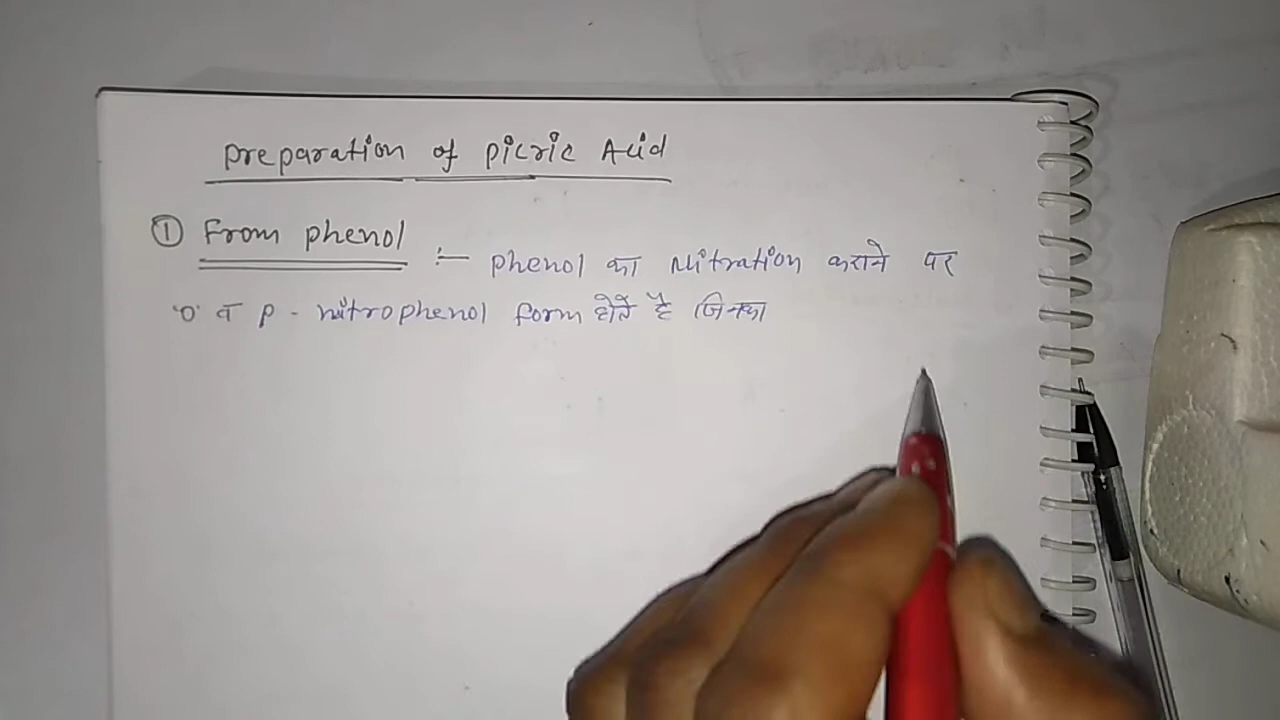 Preparation of Picric Acid
① From phenol :- phenol का Nitration कराने पर
'o' व p - nitrophenol form होते है जिनका